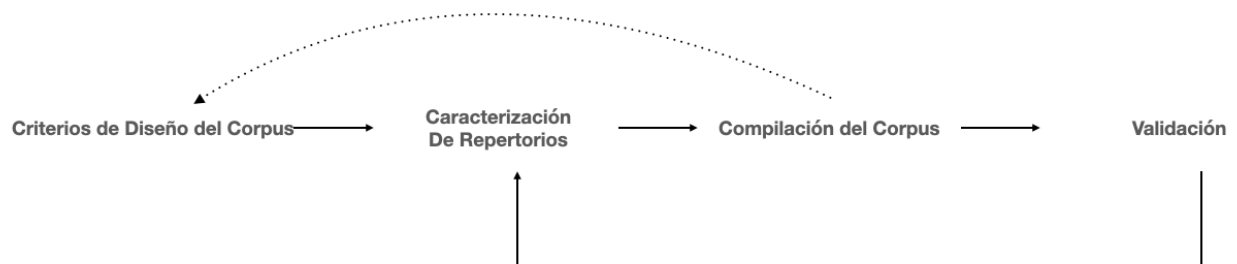 Criterios de Diseño del Corpus
Caracterización
De Repertorios
Compilación del Corpus
Validación